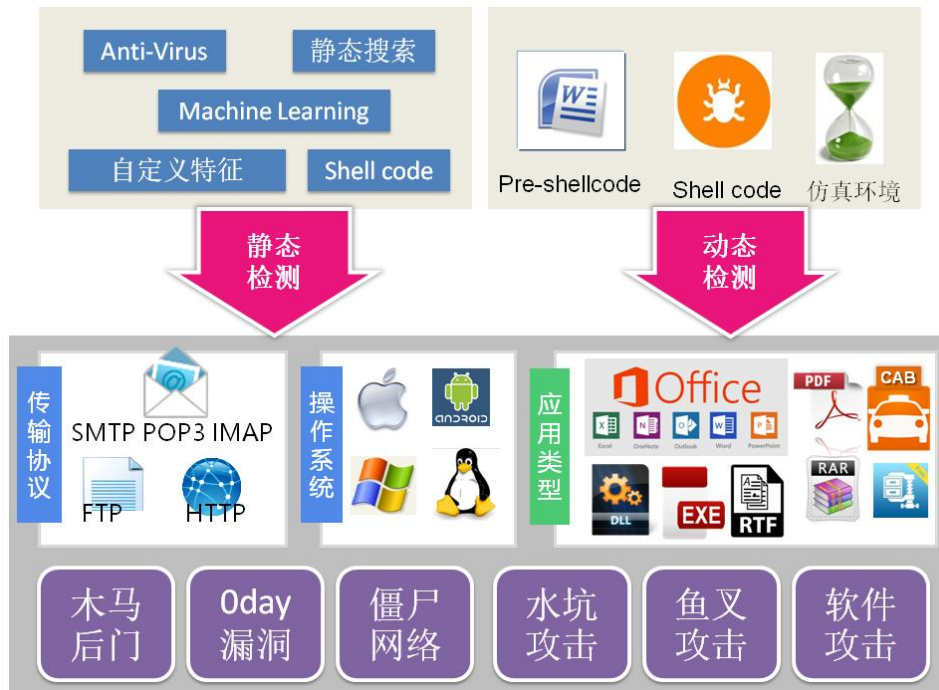 Anti-Virus
静态搜索
Machine Learning
自定义特征
Shell code
W
Pre-shellcode
Shell code
仿真环境
静态
检测
动态
检测
传
输
协
议
@
SMTP POP3 IMAP
FTP
HTTP
操
作
系
统
ANDROID
应
用
类
型
Office
Excel
OneNote
Outlook
Word
PowerPoint
PDF
CAB
DLL
EXE
RTF
RAR
木马
后门
0day
漏洞
僵尸
网络
水坑
攻击
鱼叉
攻击
软件
攻击